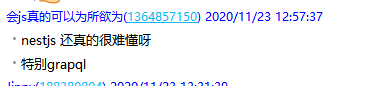 会js真的可以为所欲为(1364857150) 2020/11/23 12:57:37
• nestjs 还真的很难懂呀
• 特别grapql